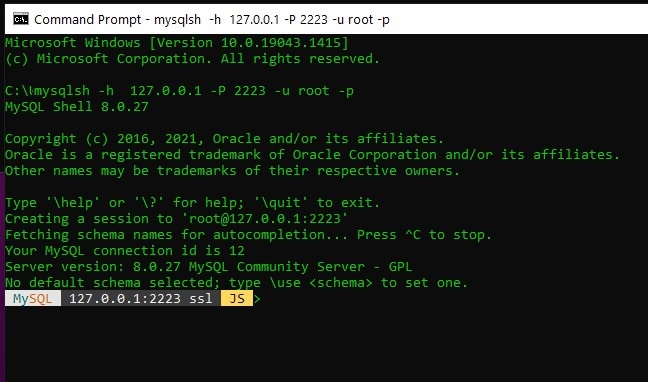 Command Prompt - mysqlsh  -h  127.0.0.1 -P 2223 -u root -p
Microsoft Windows [Version 10.0.19043.1415]
(c) Microsoft Corporation. All rights reserved.
C:\mysqlsh -h  127.0.0.1 -P 2223 -u root -p
MySQL Shell 8.0.27
Copyright (c) 2016, 2021, Oracle and/or its affiliates.
Oracle is a registered trademark of Oracle Corporation and/or its affiliates.
Other names may be trademarks of their respective owners.
Type '\help' or '\?' for help; '\quit' to exit.
Creating a session to 'root@127.0.0.1:2223'
Fetching schema names for autocompletion... Press ^C to stop.
Your MySQL connection id is 12
Server version: 8.0.27 MySQL Community Server - GPL
No default schema selected; type \use <schema> to set one.
MySQL 127.0.0.1:2223 ssl JS >